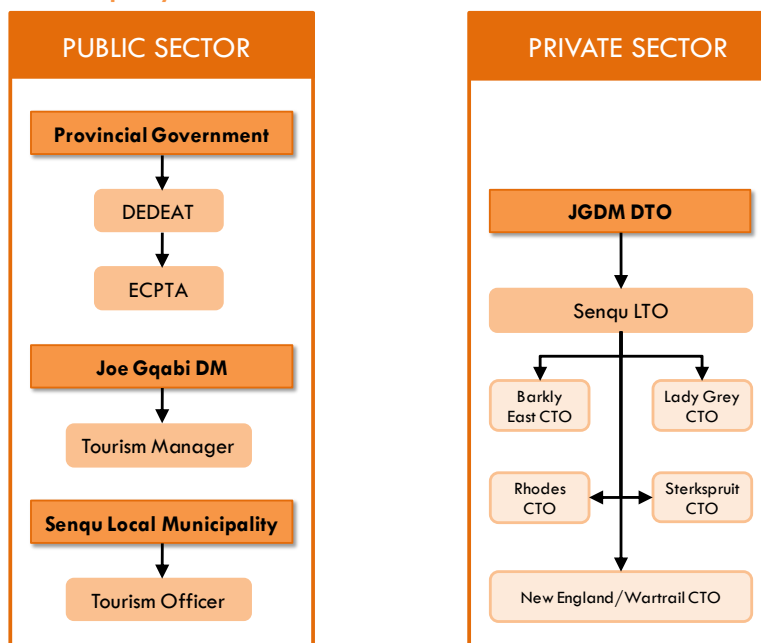 PUBLIC SECTOR
Provincial Government
DEDEAT
ECPTA
Joe Gqabi DM
Tourism Manager
Senqu Local Municipality
Tourism Officer
PRIVATE SECTOR
JGDM DTO
Senqu LTO
Barkly
East CTO
Lady Grey
CTO
Rhodes
CTO
Sterkspruit
CTO
New England/Wartrail CTO